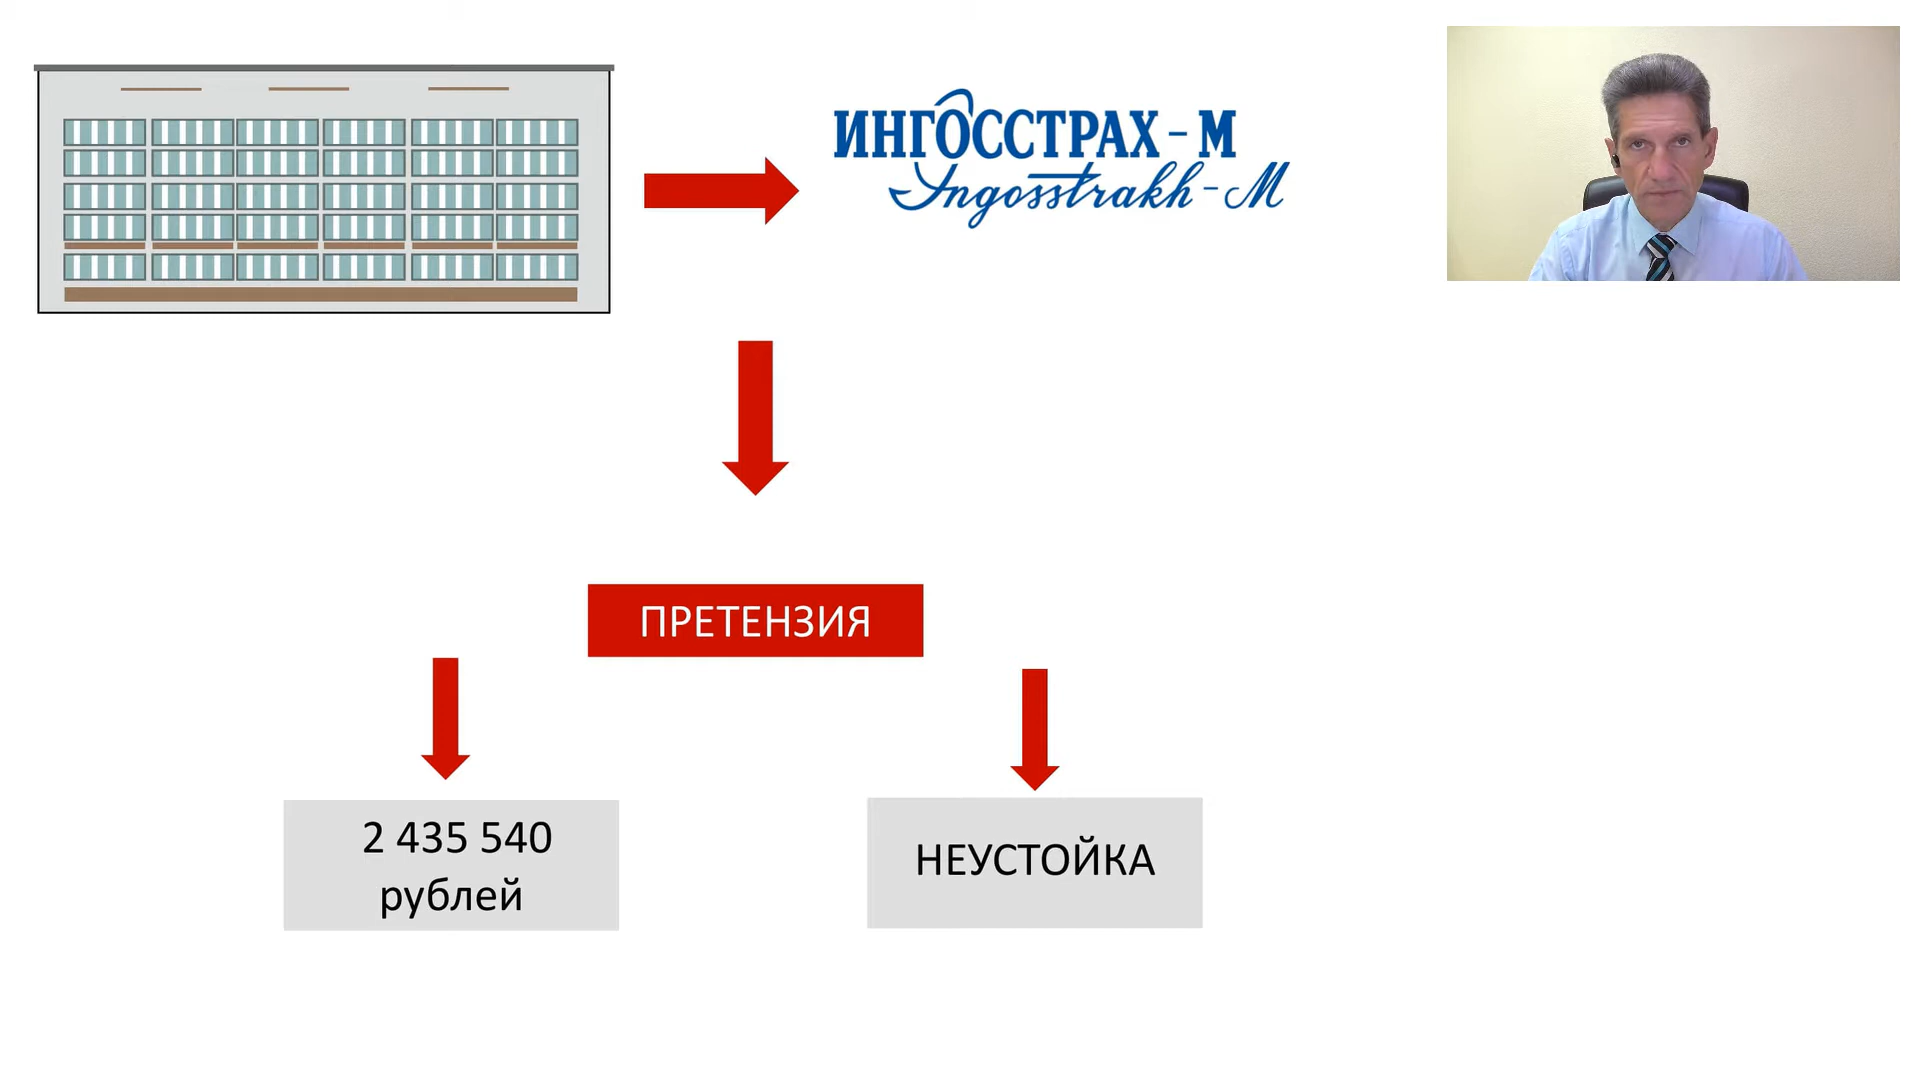 ИНГОССТРАХ – М
Ingosstrakh – M
ПРЕТЕНЗИЯ
2 435 540
рублей
НЕУСТОЙКА